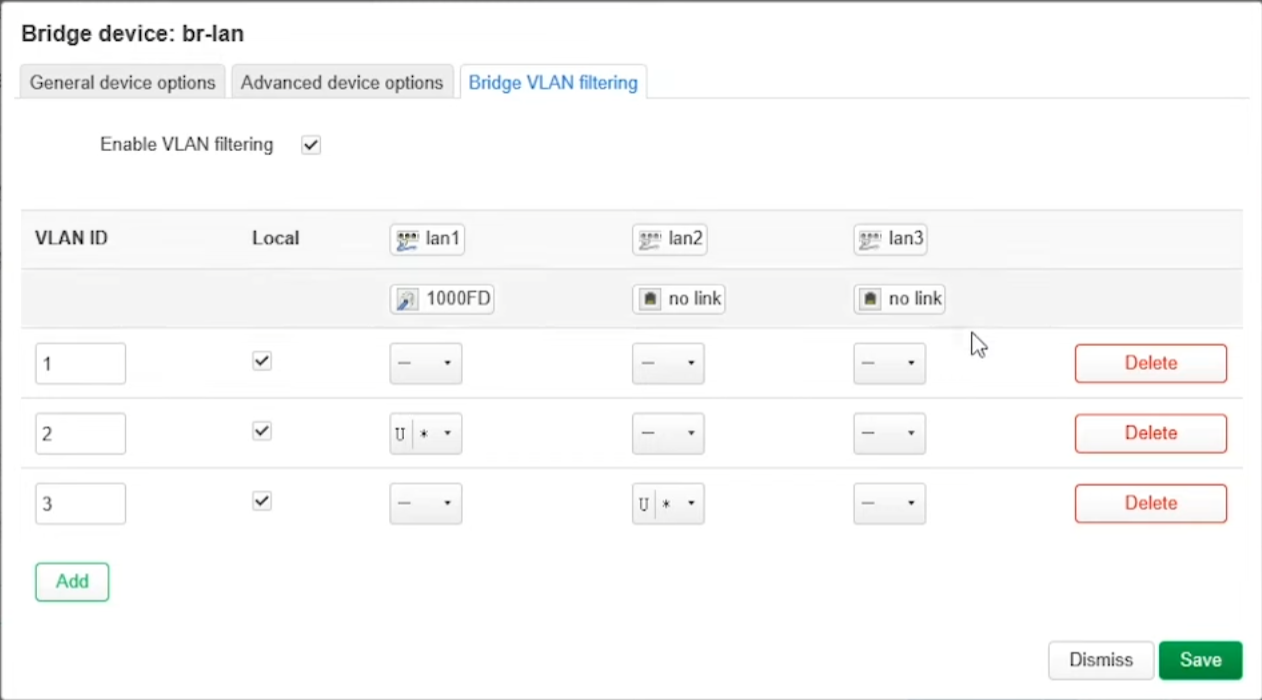 Bridge device: br-lan
General device options Advanced device options Bridge VLAN filtering
Enable VLAN filtering
VLAN ID Local lan1 lan2 lan3
1000FD no link no link
1 — — — Delete
2 U * — — Delete
3 — U * — Delete
Add
Dismiss Save